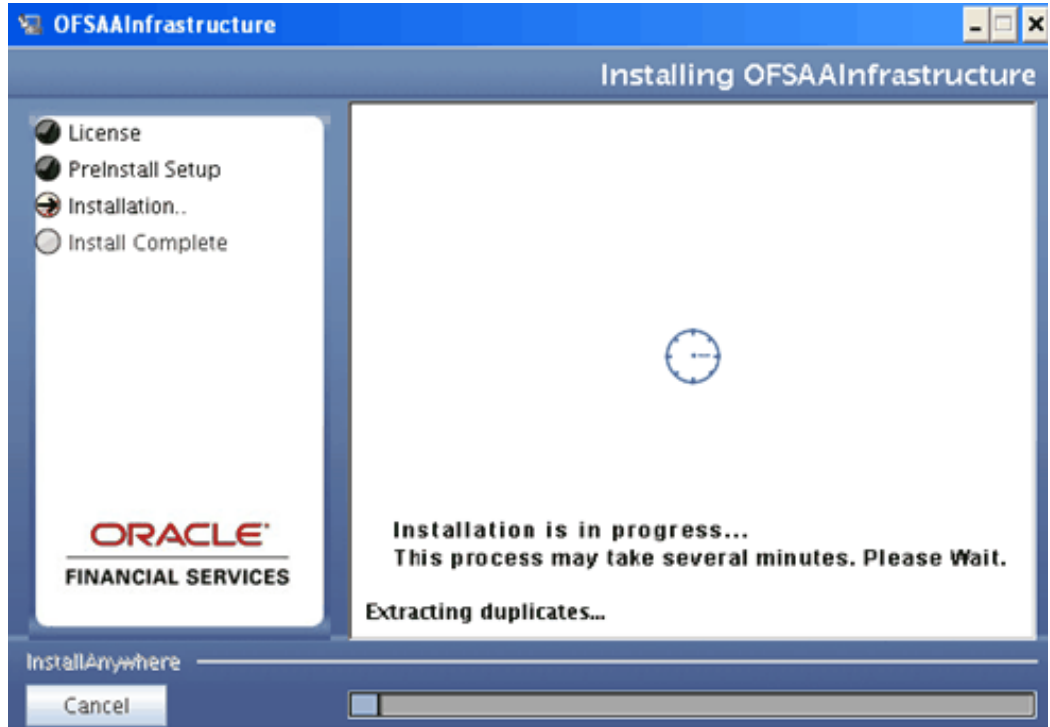 OFSAAInfrastructure
Installing OFSAAInfrastructure
License
PreInstall Setup
Installation..
Install Complete
ORACLE
FINANCIAL SERVICES
Installation is in progress...
This process may take several minutes. Please Wait.
Extracting duplicates...
InstallAnywhere
Cancel